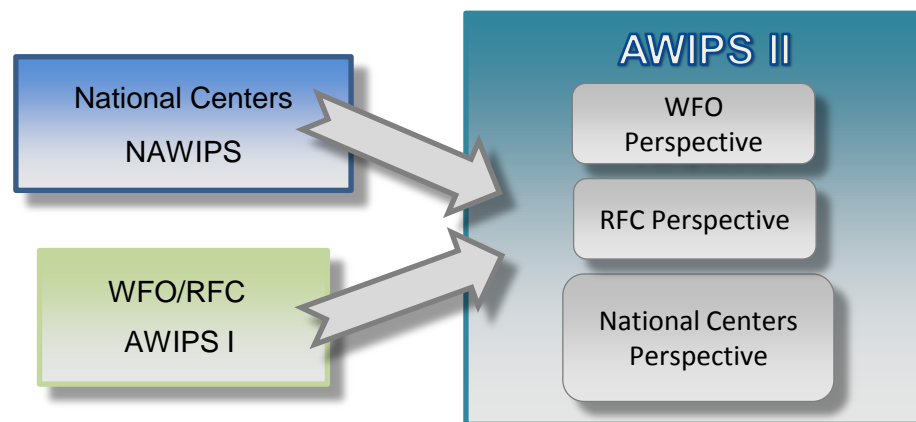 National Centers
NAWIPS
WFO/RFC
AWIPS I
AWIPS II
WFO
Perspective
RFC Perspective
National Centers
Perspective